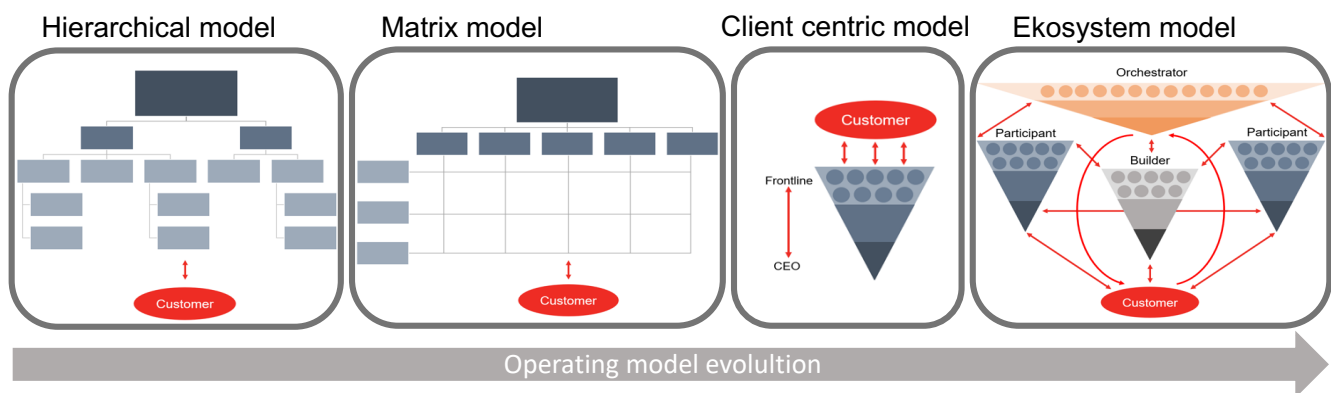 Hierarchical model
Matrix model
Client centric model
Ekosystem model
Customer
Customer
Customer
Frontline
CEO
Orchestrator
Participant
Participant
Builder
Customer
Operating model evolultion